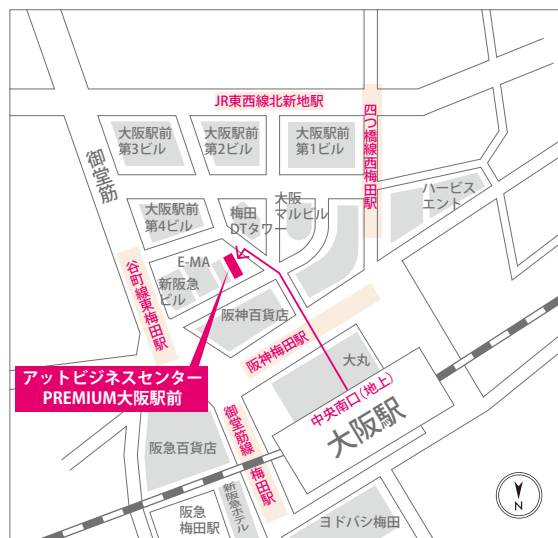 JR東西線北新地駅
四つ橋線西梅田駅
御堂筋
大阪駅前
第3ビル
大阪駅前
第2ビル
大阪駅前
第1ビル
ハービス
エント
大阪駅前
第4ビル
梅田
DTタワー
大阪
マルビル
谷町線東梅田駅
E-MA
新阪急
ビル
阪神百貨店
阪神梅田駅
大丸
アットビジネスセンター
PREMIUM大阪駅前
中央南口（地上）
大阪駅
御堂筋線
梅田駅
阪急百貨店
阪急
梅田駅
新阪急ホテル
ヨドバシ梅田
N